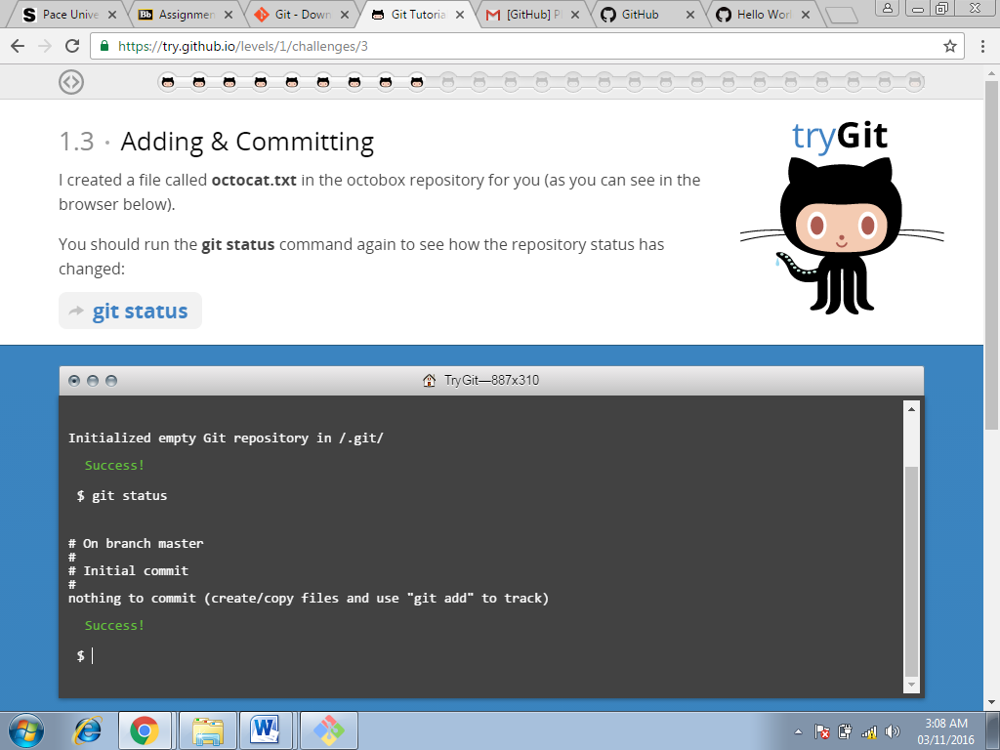 Pace Unive
Bb Assignmen
Git - Down
Git Tutoria
[GitHub] Pl
GitHub
Hello Worl
https://try.github.io/levels/1/challenges/3
1.3 · Adding & Committing
tryGit
I created a file called octocat.txt in the octobox repository for you (as you can see in the
browser below).
You should run the git status command again to see how the repository status has
changed:
git status
TryGit—887x310
Initialized empty Git repository in /.git/
Success!
$ git status
# On branch master
#
# Initial commit
#
nothing to commit (create/copy files and use "git add" to track)
Success!
$
3:08 AM
03/11/2016